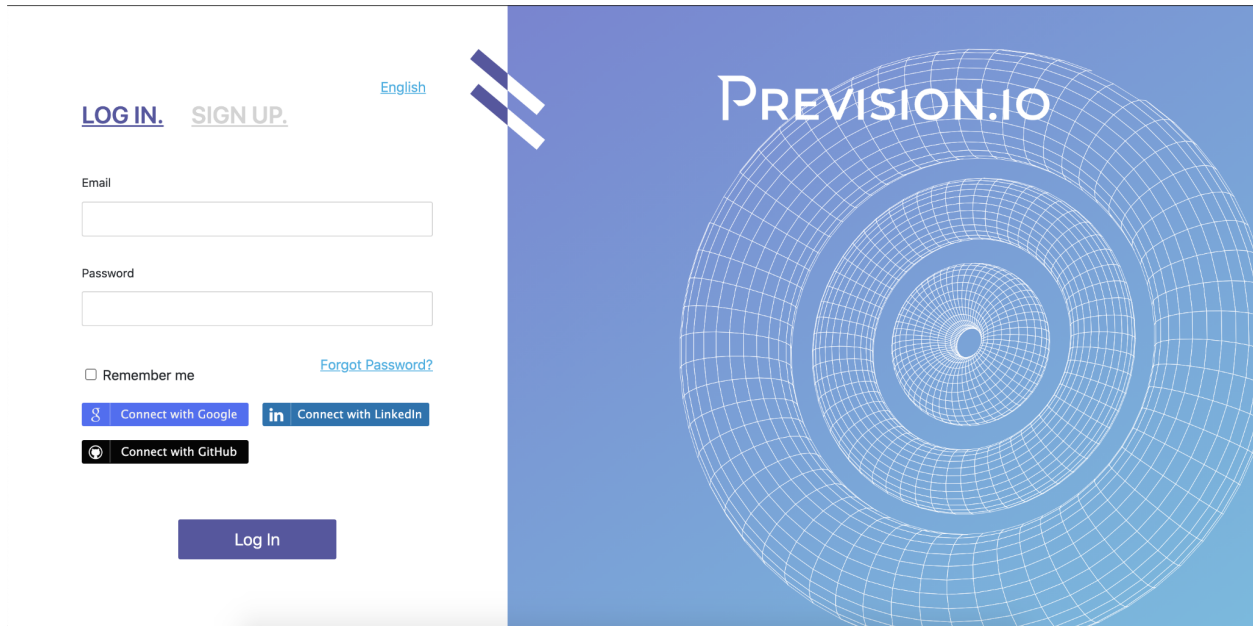 English
LOG IN. SIGN UP.
Email
Password
Remember me
Forgot Password?
g Connect with Google
in Connect with LinkedIn
Connect with GitHub
Log In
PREVISION.IO